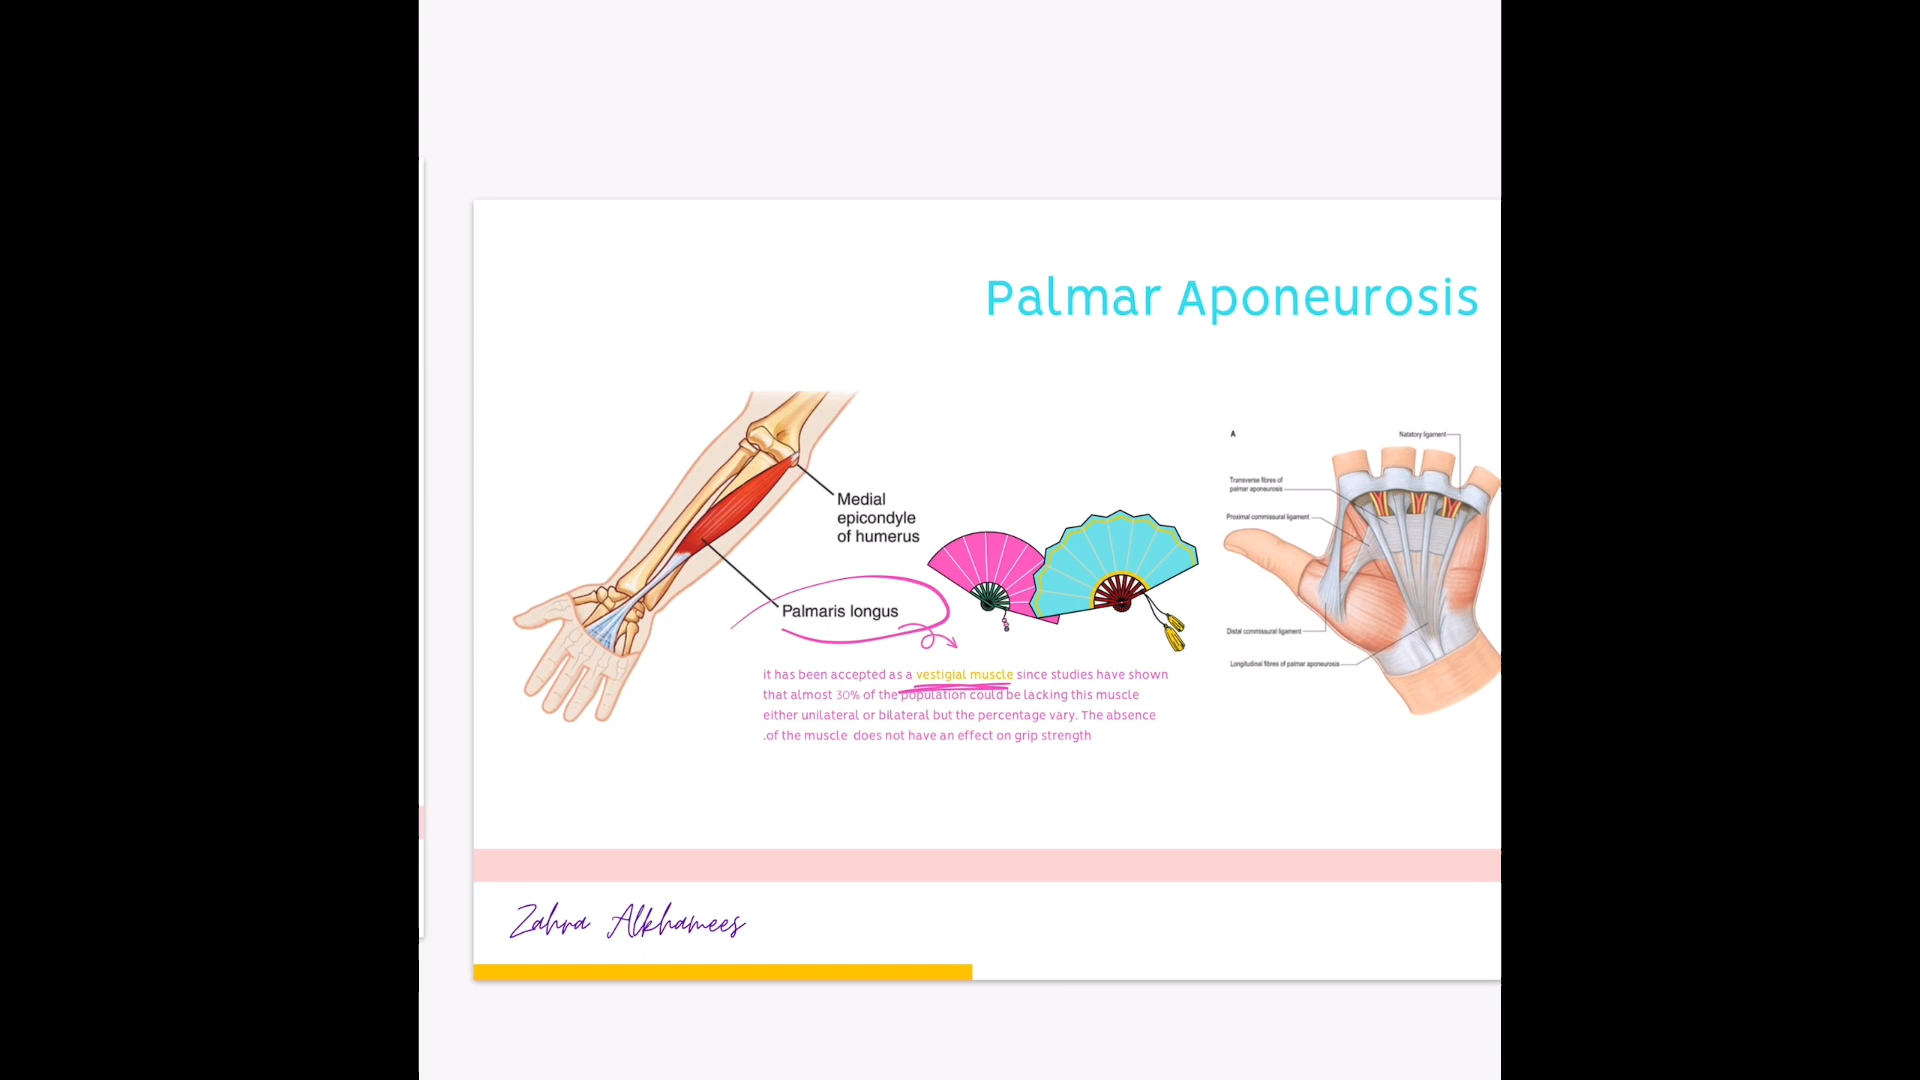 Palmar Aponeurosis
Medial
epicondyle
of humerus
Palmaris longus
it has been accepted as a vestigial muscle since studies have shown
that almost 30% of the population could be lacking this muscle
either unilateral or bilateral but the percentage vary. The absence
.of the muscle does not have an effect on grip strength
A
Natatory ligament
Transverse fibres of
palmar aponeurosis
Proximal commissural ligament
Distal commissural ligament
Longitudinal fibres of palmar aponeurosis
Zahra Alkhamees